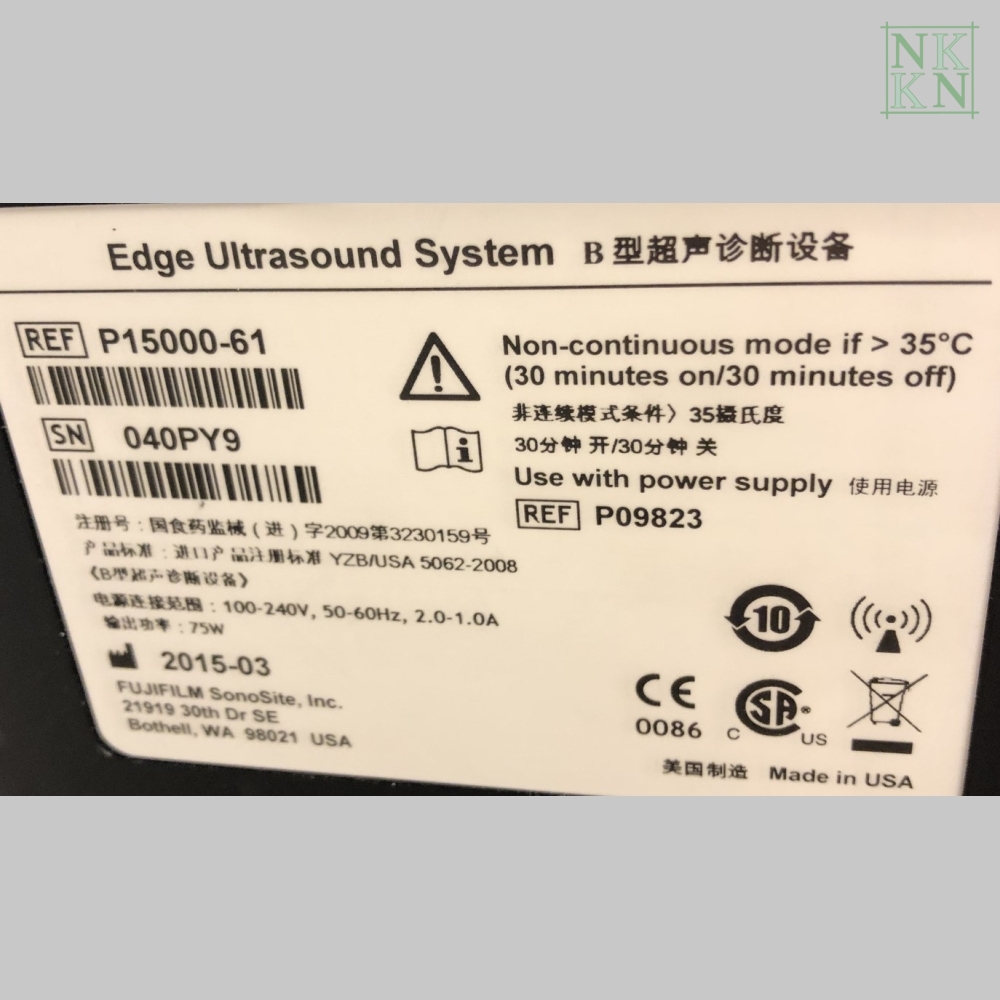 NK
KN
Edge Ultrasound System B型超声诊断设备
REF P15000-61
SN 040PY9
注册号：国食药监械（进）字2009第3230159号
产品标准：进口产品注册标准 YZB/USA 5062-2008
《B型超声诊断设备》
电源连接范围：100-240V, 50-60Hz, 2.0-1.0A
输出功率：75W
2015-03
FUJIFILM SonoSite, Inc.
21919 30th Dr SE
Bothell, WA 98021 USA
Non-continuous mode if > 35°C
(30 minutes on/30 minutes off)
非连续模式条件〉35摄氏度
30分钟 开/30分钟 关
Use with power supply 使用电源
REF P09823
10
CE
0086
C SA® US
美国制造 Made in USA